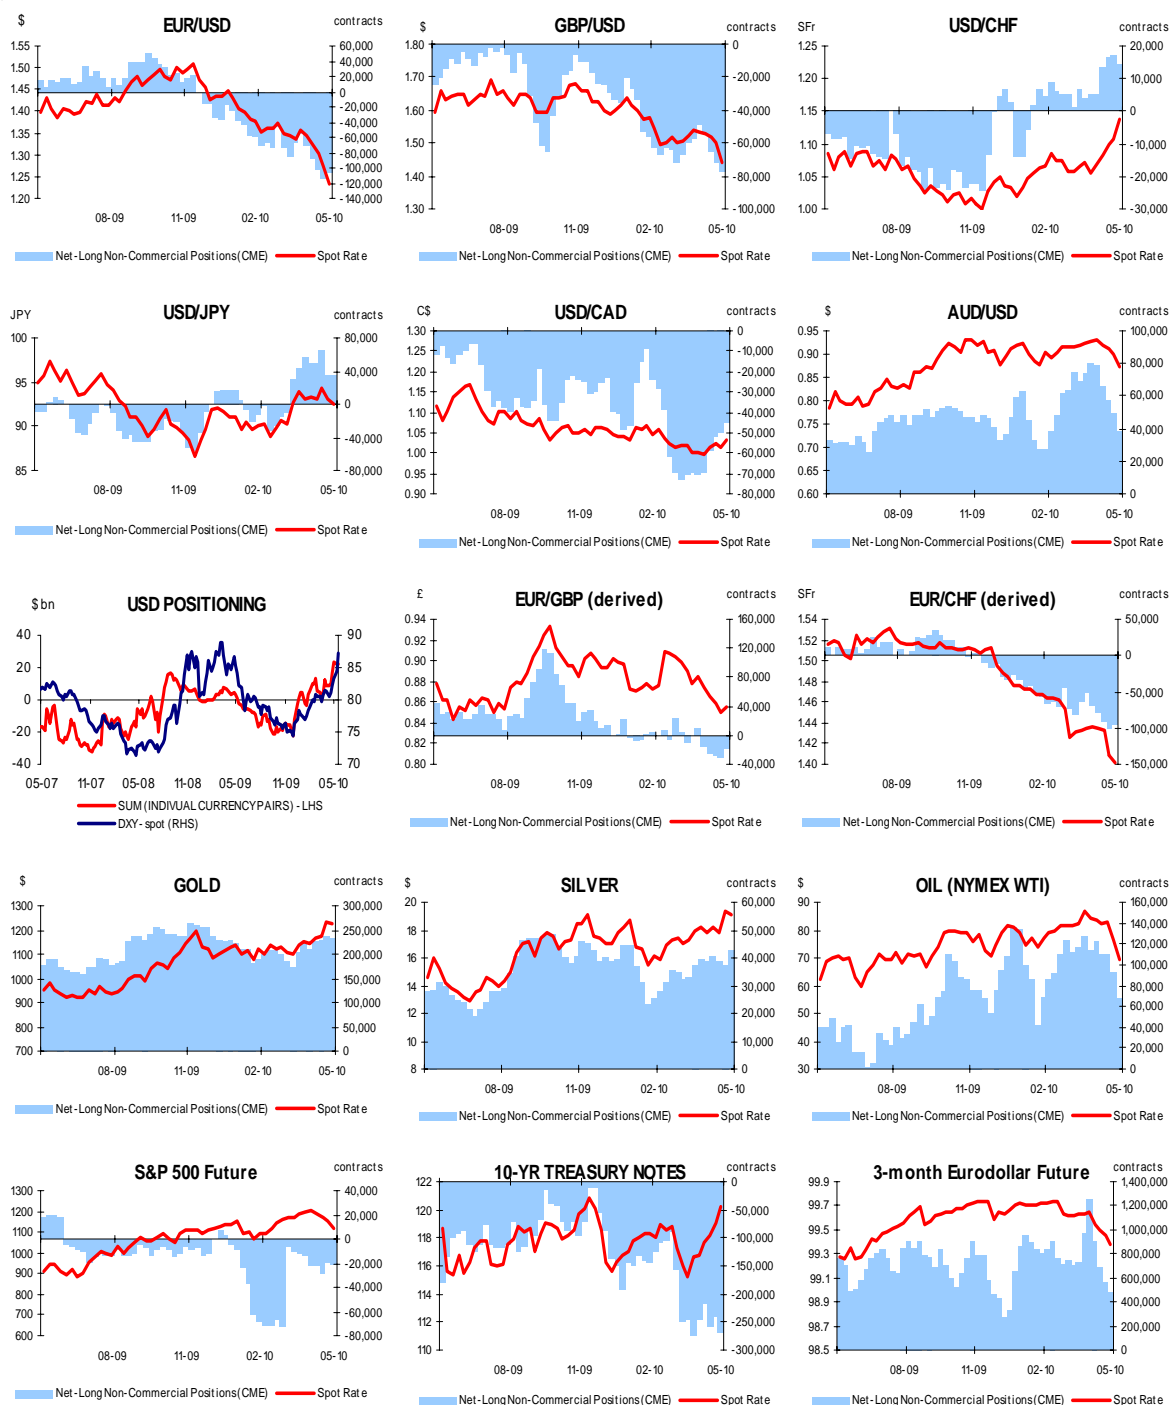 $ EUR/USD contracts
1.55 60,000
1.50 40,000
1.45 20,000
1.40 0
1.35 -20,000
1.30 -40,000
1.25 -60,000
1.20 -80,000
-100,000
-120,000
-140,000
08-09 11-09 02-10 05-10
Net-Long Non-Commercial Positions (CME) Spot Rate
$ GBP/USD contracts
1.80 0
1.70 -20,000
1.60 -40,000
1.50 -60,000
1.40 -80,000
1.30 -100,000
08-09 11-09 02-10 05-10
Net-Long Non-Commercial Positions (CME) Spot Rate
SFr USD/CHF contracts
1.25 20,000
1.20 10,000
1.15 0
1.10 -10,000
1.05 -20,000
1.00 -30,000
08-09 11-09 02-10 05-10
Net-Long Non-Commercial Positions (CME) Spot Rate
JPY USD/JPY contracts
100 80,000
95 40,000
90 0
85 -40,000
-80,000
08-09 11-09 02-10 05-10
Net-Long Non-Commercial Positions (CME) Spot Rate
C$ USD/CAD contracts
1.30 0
1.25 -10,000
1.20 -20,000
1.15 -30,000
1.10 -40,000
1.05 -50,000
1.00 -60,000
0.95 -70,000
0.90 -80,000
08-09 11-09 02-10 05-10
Net-Long Non-Commercial Positions (CME) Spot Rate
$ AUD/USD contracts
0.95 100,000
0.90 80,000
0.85 60,000
0.80 40,000
0.75 20,000
0.70 0
0.65
0.60
08-09 11-09 02-10 05-10
Net-Long Non-Commercial Positions (CME) Spot Rate
$ bn USD POSITIONING
40 90
20 85
0 80
-20 75
-40 70
05-07 11-07 05-08 11-08 05-09 11-09 05-10
SUM (INDIVUAL CURRENCY PAIRS) - LHS
DXY- spot (RHS)
£ EUR/GBP (derived) contracts
0.94 160,000
0.92 120,000
0.90 80,000
0.88 40,000
0.86 0
0.84 -40,000
0.82
0.80
08-09 11-09 02-10 05-10
Net-Long Non-Commercial Positions (CME) Spot Rate
SFr EUR/CHF (derived) contracts
1.54 50,000
1.52 0
1.50 -50,000
1.48 -100,000
1.46 -150,000
1.44
1.42
1.40
08-09 11-09 02-10 05-10
Net-Long Non-Commercial Positions (CME) Spot Rate
$ GOLD contracts
1300 300,000
1200 250,000
1100 200,000
1000 150,000
900 100,000
800 50,000
700 0
08-09 11-09 02-10 05-10
Net-Long Non-Commercial Positions (CME) Spot Rate
$ SILVER contracts
20 60,000
18 50,000
16 40,000
14 30,000
12 20,000
10 10,000
8 0
08-09 11-09 02-10 05-10
Net-Long Non-Commercial Positions (CME) Spot Rate
$ OIL (NYMEX WTI) contracts
90 160,000
80 140,000
70 120,000
60 100,000
50 80,000
40 60,000
30 40,000
20,000
0
08-09 11-09 02-10 05-10
Net-Long Non-Commercial Positions (CME) Spot Rate
S&P 500 Future contracts
1300 40,000
1200 20,000
1100 0
1000 -20,000
900 -40,000
800 -60,000
700 -80,000
600
08-09 11-09 02-10 05-10
Net-Long Non-Commercial Positions (CME) Spot Rate
10-YR TREASURY NOTES contracts
122 0
120 -50,000
118 -100,000
116 -150,000
114 -200,000
112 -250,000
110 -300,000
08-09 11-09 02-10 05-10
Net-Long Non-Commercial Positions (CME) Spot Rate
3-month Eurodollar Future contracts
99.9 1,400,000
99.7 1,200,000
99.5 1,000,000
99.3 800,000
99.1 600,000
98.9 400,000
98.7 200,000
98.5 0
08-09 11-09 02-10 05-10
Net-Long Non-Commercial Positions (CME) Spot Rate